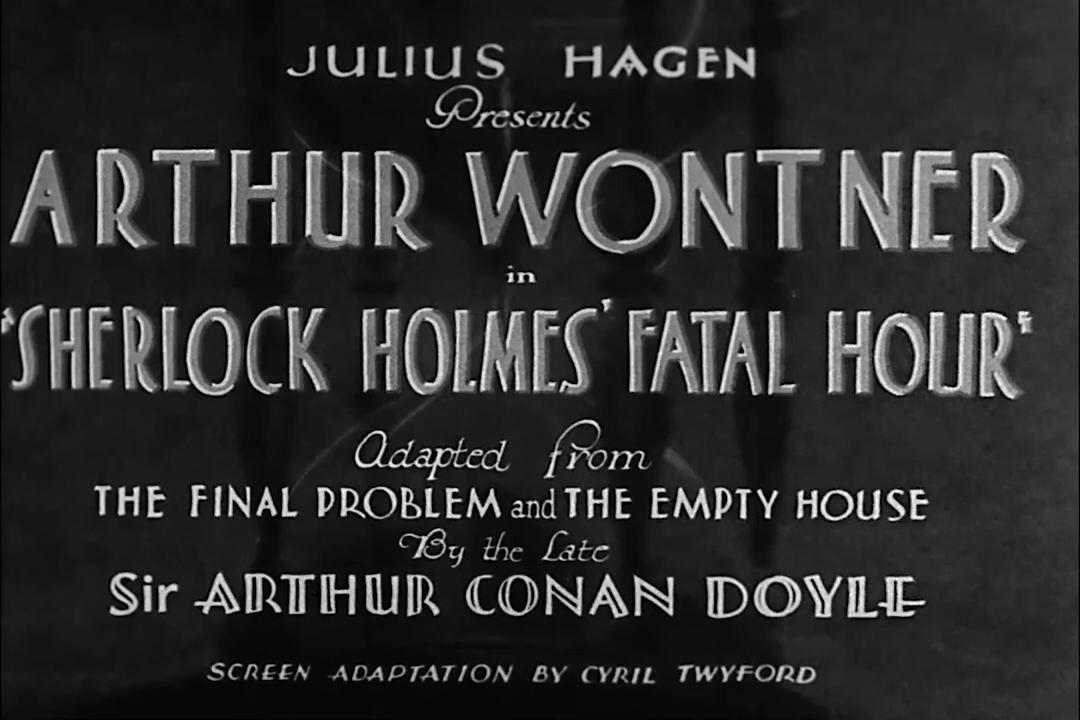 JULIUS HAGEN
Presents
ARTHUR WONTNER
in
'SHERLOCK HOLMES' FATAL HOUR'
Adapted from
THE FINAL PROBLEM and THE EMPTY HOUSE
By the Late
Sir ARTHUR CONAN DOYLE
SCREEN ADAPTATION BY CYRIL TWYFORD